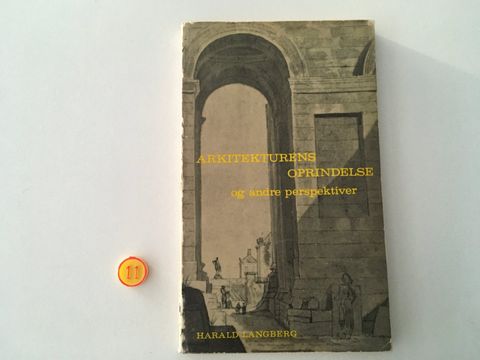 ARKITEKTURENS
OPRINDELSE
og andre perspektiver
HARALD LANGBERG
11